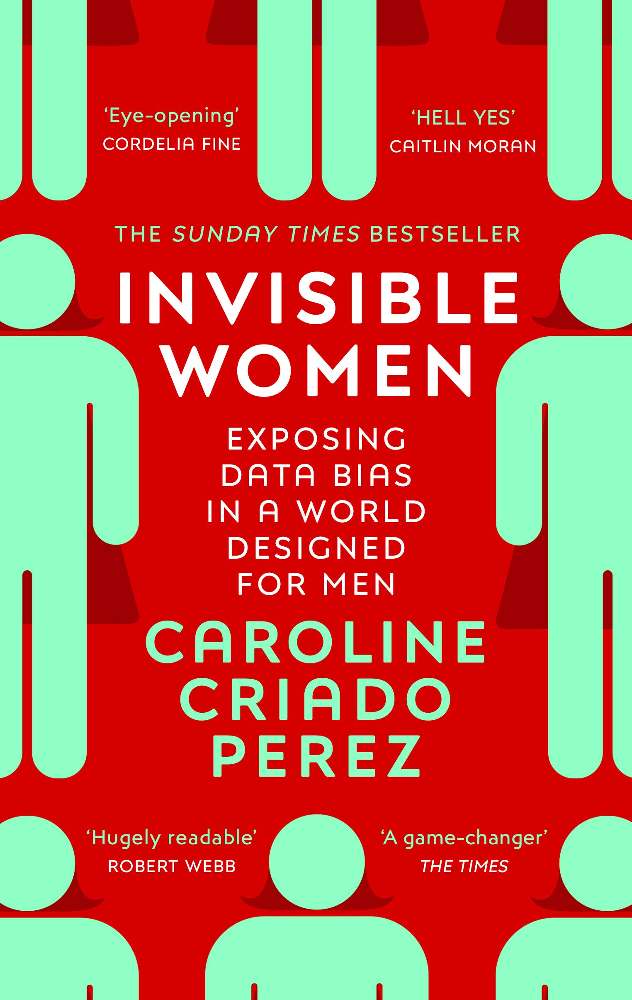 ‘Eye-opening’
CORDELIA FINE
‘HELL YES’
CAITLIN MORAN
THE SUNDAY TIMES BESTSELLER
INVISIBLE
WOMEN
EXPOSING
DATA BIAS
IN A WORLD
DESIGNED
FOR MEN
CAROLINE
CRIADO
PEREZ
‘Hugely readable’
ROBERT WEBB
‘A game-changer’
THE TIMES